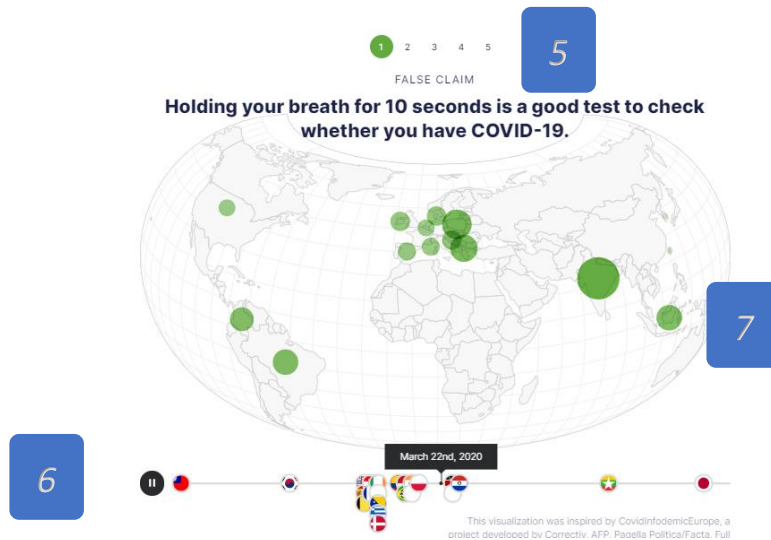 1 2 3 4 5
5
FALSE CLAIM
Holding your breath for 10 seconds is a good test to check
whether you have COVID-19.
7
March 22nd, 2020
6
This visualization was inspired by CovidInfodemicEurope, a
project developed by Correctiv, AFP, Pagella Politica/Facta, Full